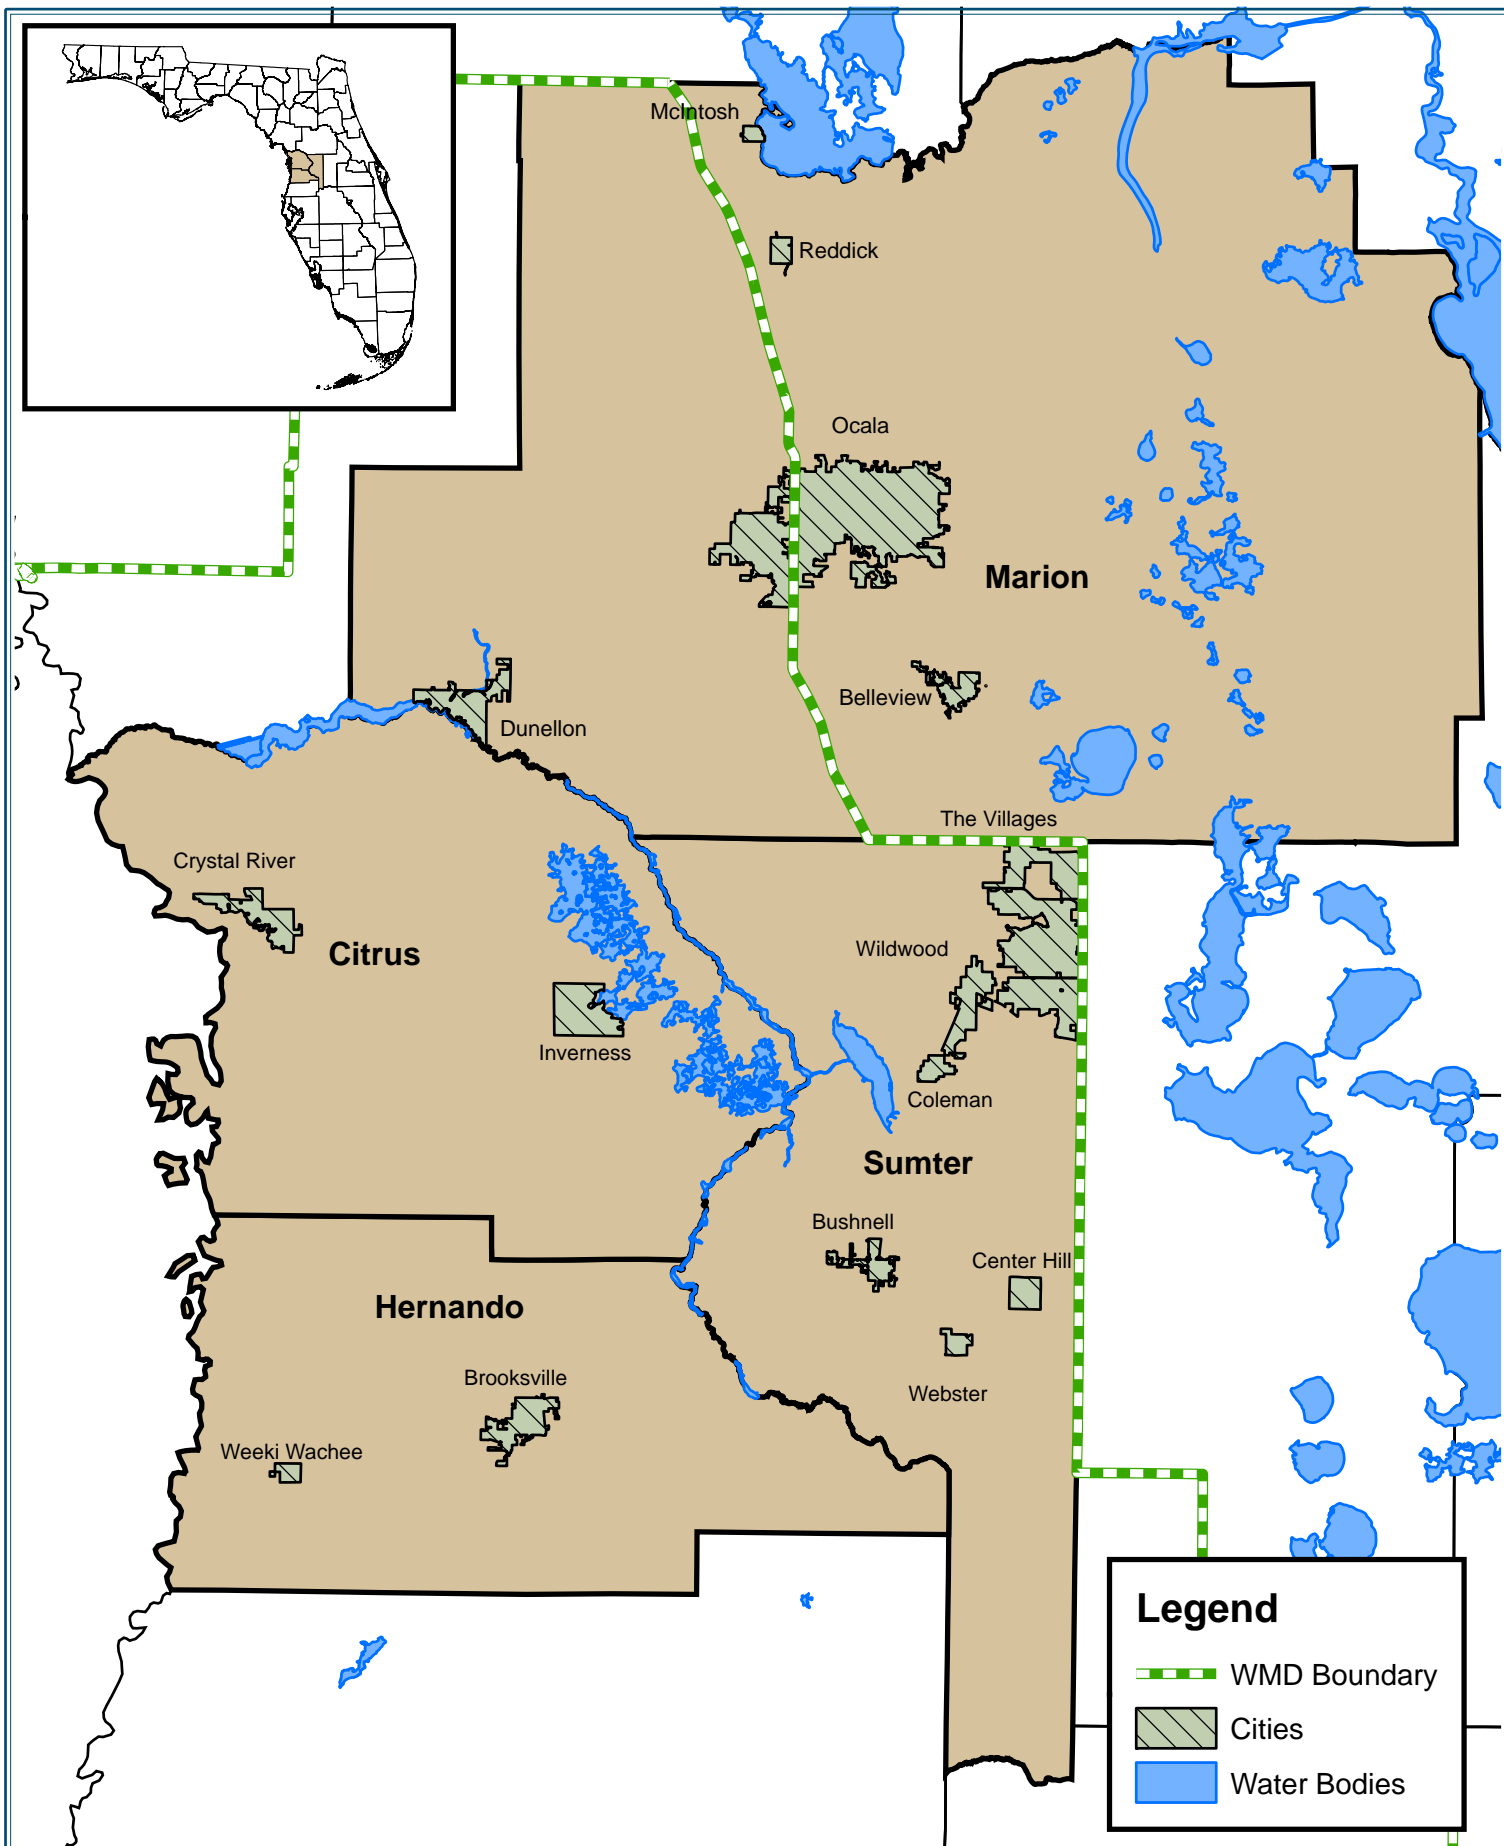 McIntosh
Reddick
Ocala
Marion
Belleview
Dunellon
The Villages
Crystal River
Citrus
Wildwood
Inverness
Coleman
Sumter
Bushnell
Center Hill
Hernando
Brooksville
Webster
Weeki Wachee
Legend
WMD Boundary
Cities
Water Bodies